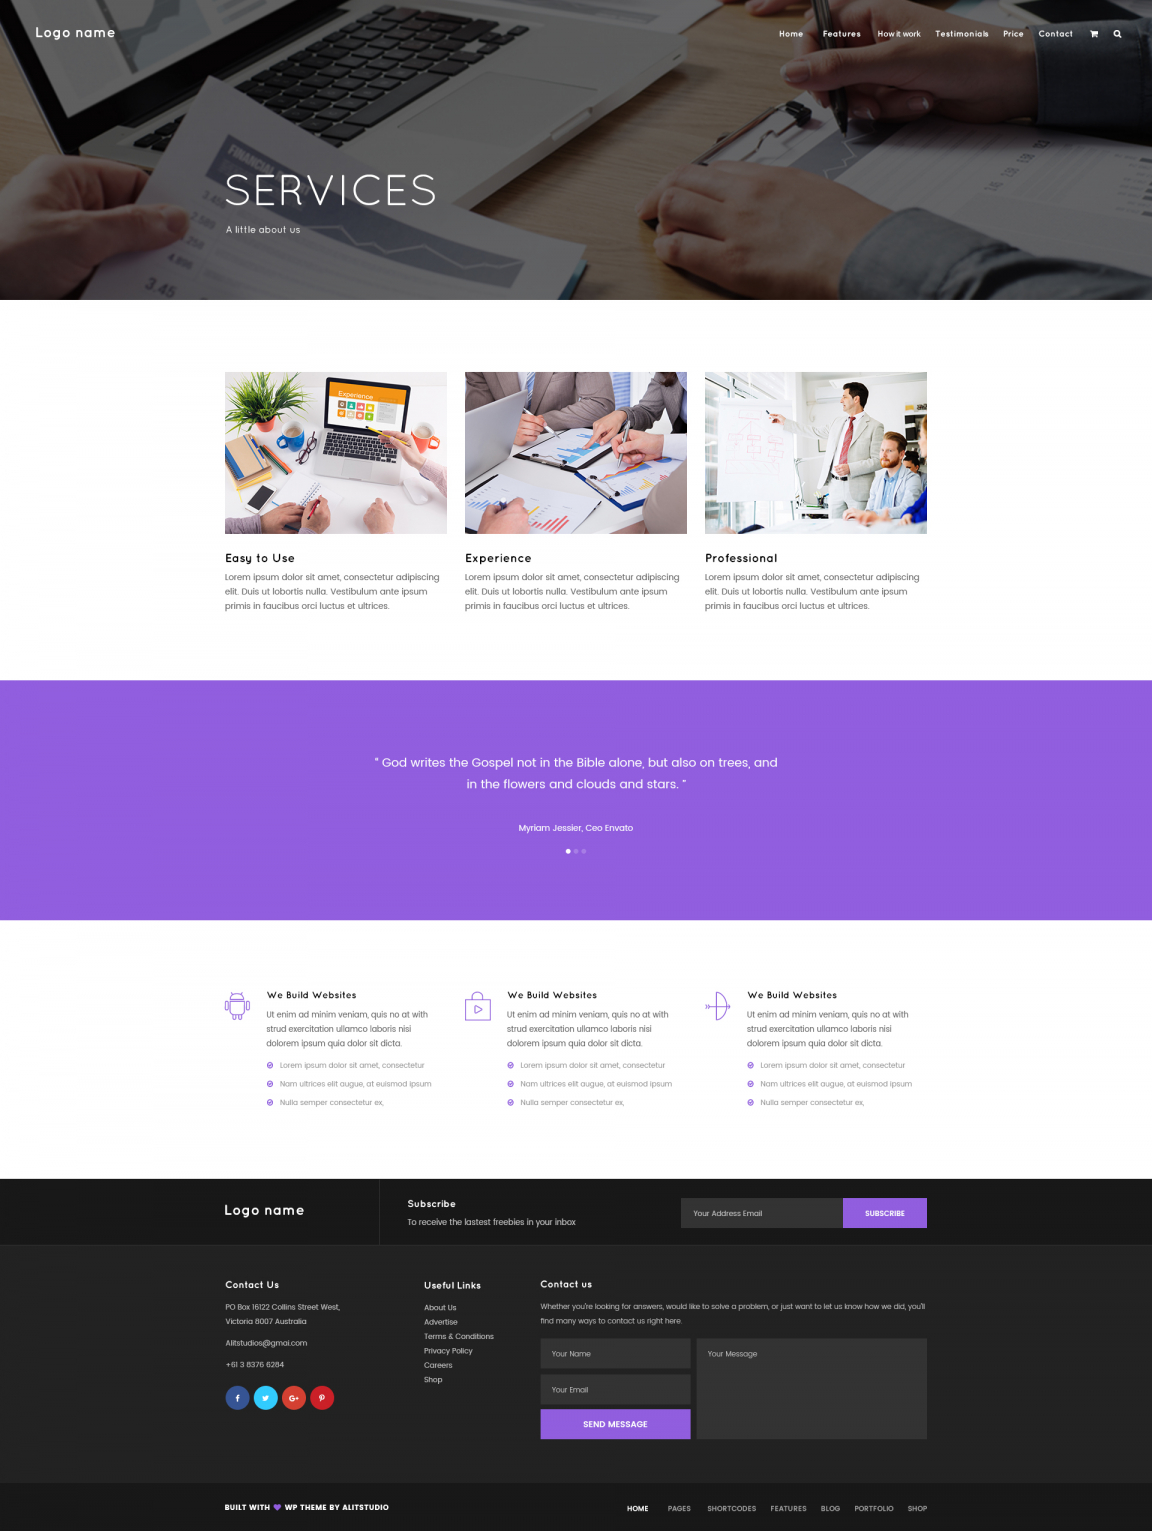 Logo name
Home Features How it work Testimonials Price Contact
FINANCIAL
3.45
4.90
SERVICES
A little about us
Experience
Easy to Use
Lorem ipsum dolor sit amet, consectetur adipiscing
elit. Duis ut lobortis nulla. Vestibulum ante ipsum
primis in faucibus orci luctus et ultrices.
Experience
Lorem ipsum dolor sit amet, consectetur adipiscing
elit. Duis ut lobortis nulla. Vestibulum ante ipsum
primis in faucibus orci luctus et ultrices.
Professional
Lorem ipsum dolor sit amet, consectetur adipiscing
elit. Duis ut lobortis nulla. Vestibulum ante ipsum
primis in faucibus orci luctus et ultrices.
" God writes the Gospel not in the Bible alone, but also on trees, and
in the flowers and clouds and stars. "
Myriam Jessier, Ceo Envato
We Build Websites
Ut enim ad minim veniam, quis no at with
strud exercitation ullamco laboris nisi
dolorem ipsum quia dolor sit dicta.
Lorem ipsum dolor sit amet, consectetur
Nam ultrices elit augue, at euismod ipsum
Nulla semper consectetur ex,
We Build Websites
Ut enim ad minim veniam, quis no at with
strud exercitation ullamco laboris nisi
dolorem ipsum quia dolor sit dicta.
Lorem ipsum dolor sit amet, consectetur
Nam ultrices elit augue, at euismod ipsum
Nulla semper consectetur ex,
We Build Websites
Ut enim ad minim veniam, quis no at with
strud exercitation ullamco laboris nisi
dolorem ipsum quia dolor sit dicta.
Lorem ipsum dolor sit amet, consectetur
Nam ultrices elit augue, at euismod ipsum
Nulla semper consectetur ex,
Logo name
Subscribe
To receive the lastest freebies in your inbox
Your Address Email
SUBSCRIBE
Contact Us
PO Box 16122 Collins Street West,
Victoria 8007 Australia
Alitstudios@gmai.com
+61 3 8376 6284
Useful Links
About Us
Advertise
Terms & Conditions
Privacy Policy
Careers
Shop
Contact us
Whether you're looking for answers, would like to solve a problem, or just want to let us know how we did, you'll
find many ways to contact us right here.
Your Name
Your Email
SEND MESSAGE
Your Message
BUILT WITH 💜 WP THEME BY ALITSTUDIO
HOME PAGES SHORTCODES FEATURES BLOG PORTFOLIO SHOP